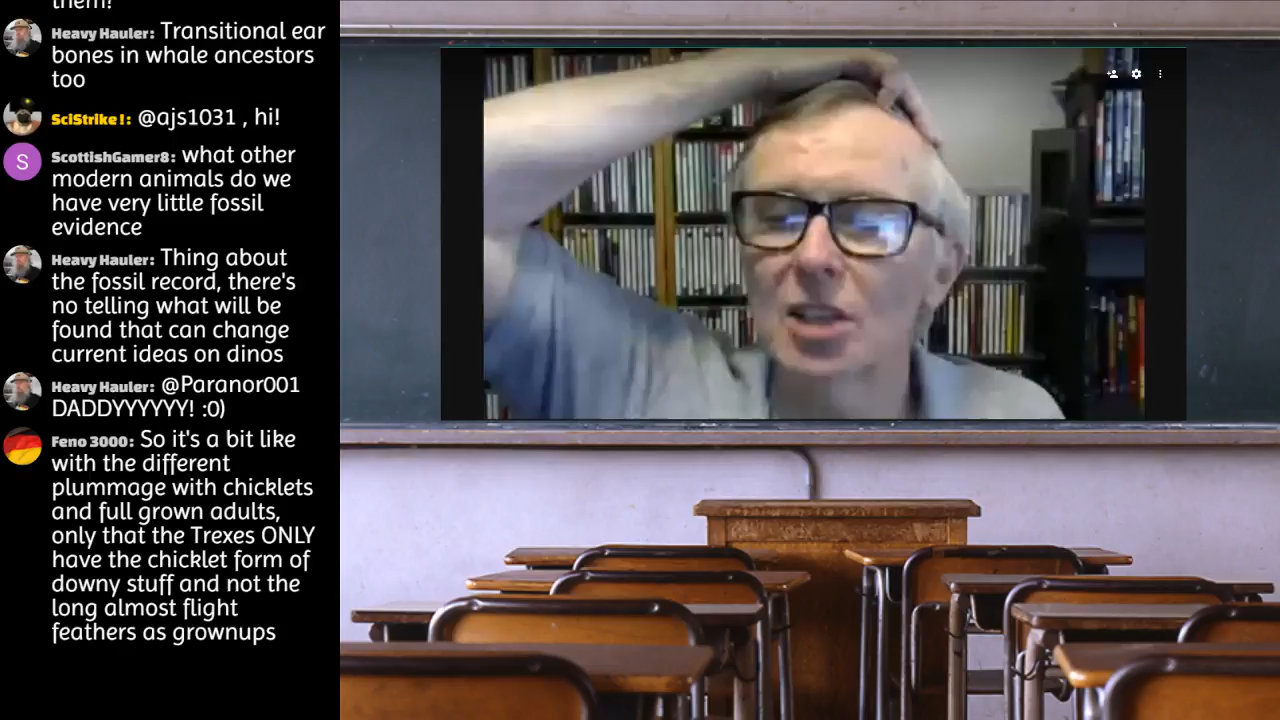 them?
Heavy Hauler: Transitional ear
bones in whale ancestors
too
SciStrike!: @ajs1031 , hi!
S
ScottishGamer8: what other
modern animals do we
have very little fossil
evidence
Heavy Hauler: Thing about
the fossil record, there's
no telling what will be
found that can change
current ideas on dinos
Heavy Hauler: @Paranor001
DADDYYYYYY! :0)
Feno 3000: So it's a bit like
with the different
plummage with chicklets
and full grown adults,
only that the Trexes ONLY
have the chicklet form of
downy stuff and not the
long almost flight
feathers as grownups